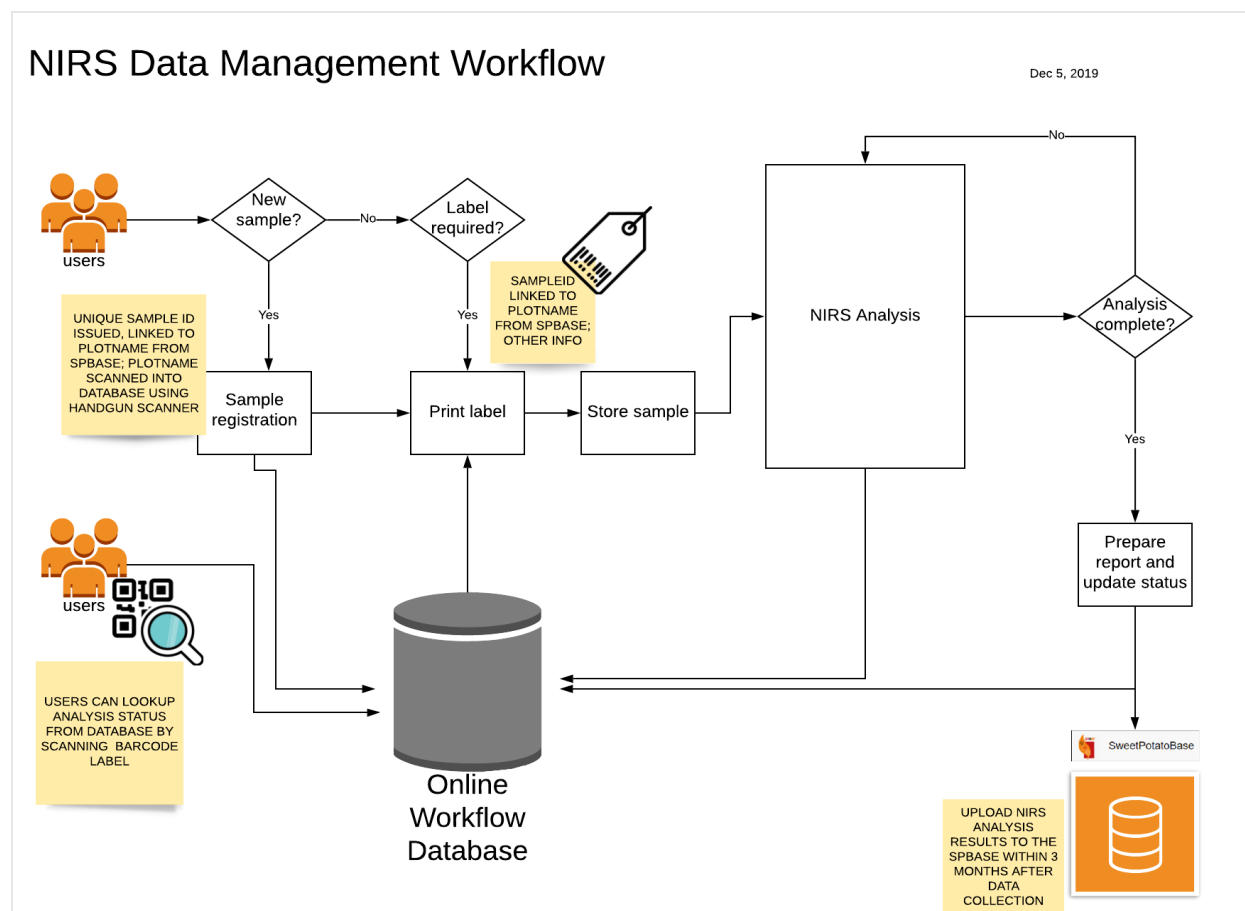 NIRS Data Management Workflow
Dec 5, 2019
No
New
sample?
No
Label
required?
users
SAMPLEID
LINKED TO
PLOTNAME
FROM SPBASE;
OTHER INFO
Yes
Yes
NIRS Analysis
Analysis
complete?
UNIQUE SAMPLE ID
ISSUED, LINKED TO
PLOTNAME FROM
SPBASE; PLOTNAME
SCANNED INTO
DATABASE USING
HANDGUN SCANNER
Sample
registration
Print label
Store sample
Yes
Prepare
report and
update status
users
USERS CAN LOOKUP
ANALYSIS STATUS
FROM DATABASE BY
SCANNING BARCODE
LABEL
SweetPotatoBase
Online
Workflow
Database
UPLOAD NIRS
ANALYSIS
RESULTS TO THE
SPBASE WITHIN 3
MONTHS AFTER
DATA
COLLECTION